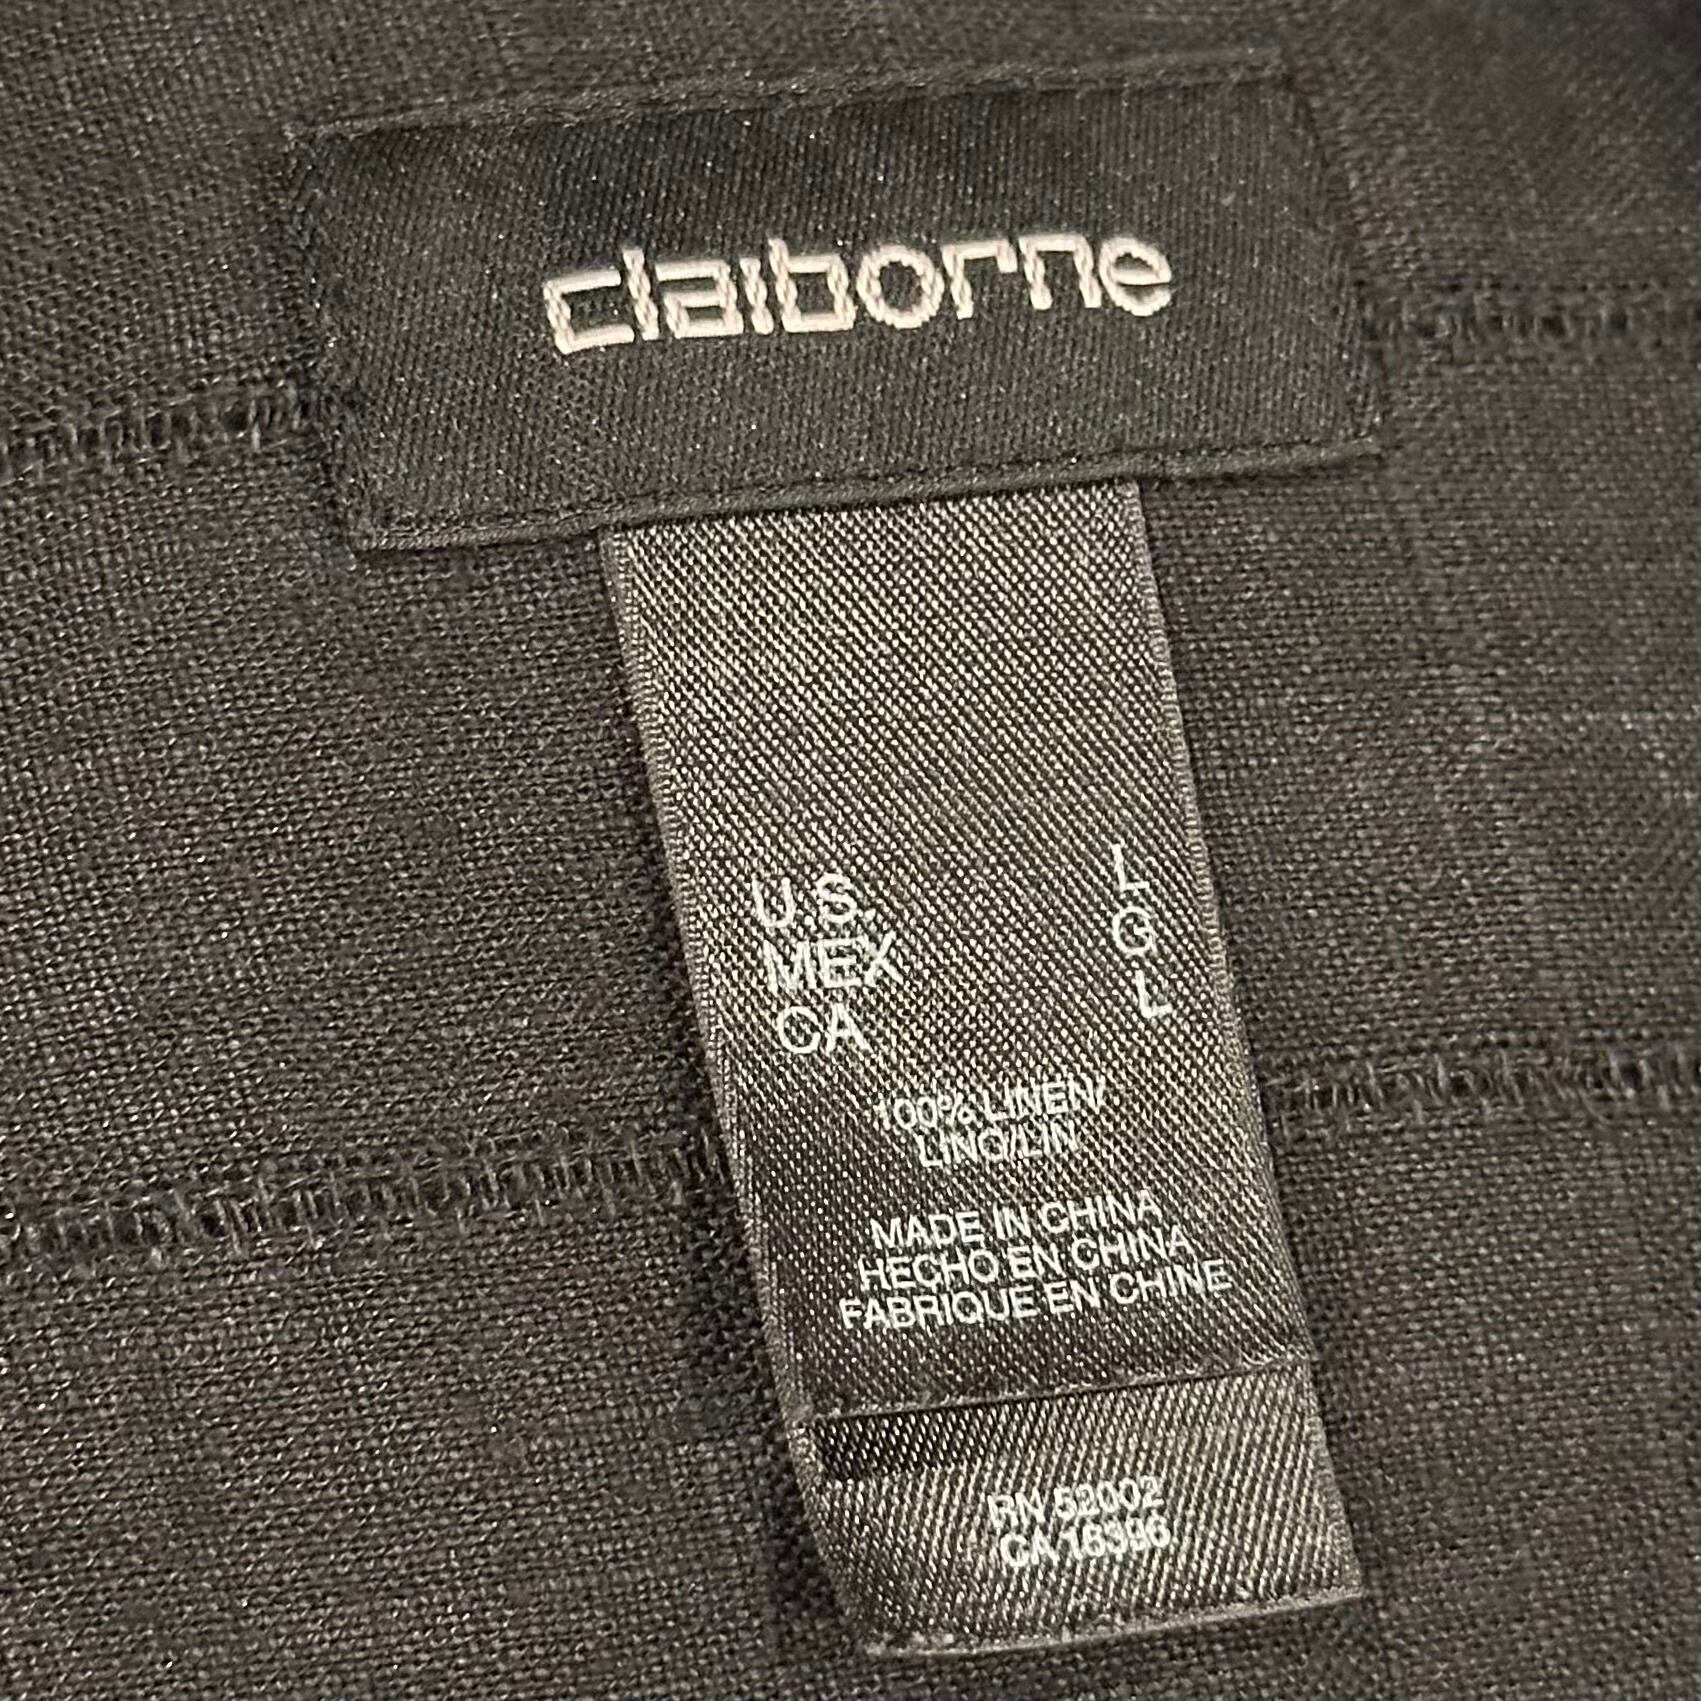 claiborne
U.S. L
MEX G
CA L
100% LINEN/
LINO/LIN
MADE IN CHINA
HECHO EN CHINA
FABRIQUE EN CHINE
RN 52002
CA 16396